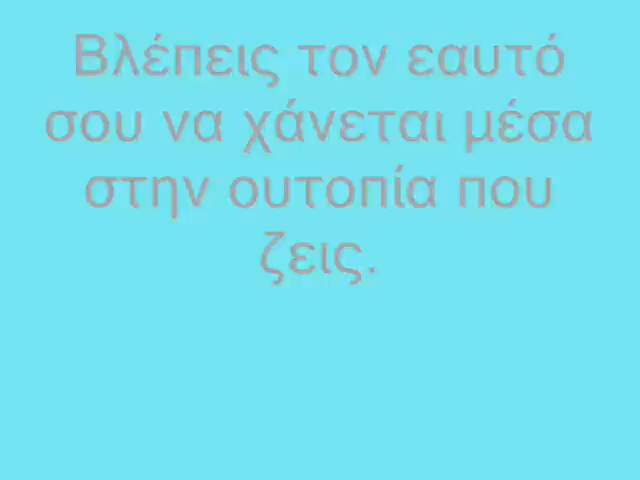 Βλέπεις τον εαυτό
σου να χάνεται μέσα
στην ουτοπία που
ζεις.